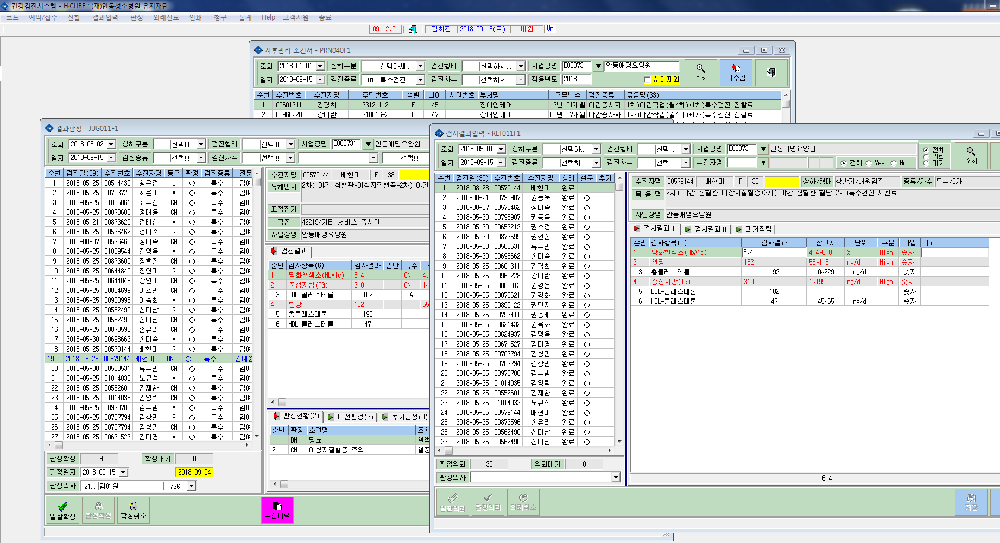 건강검진시스템 - H-CUBE : (재)안동성소병원 유지재단
코드 예약/접수 진찰 결과입력 판정 외래진료 인쇄 청구 통계 Help 고객지원 종료
09.12.01 김화진 2018-09-15(토) 내원 Up
사후관리 소견서 - PRN040F1
조회 2018-01-01 상하구분 선택하세... 검진형태 선택하세... 사업장명 E000731 안동애명요양원 조회 미수검
일자 2018-09-15 검진종류 01 특수검진 검진차수 선택하세... 적용년도 2018 A,B 제외
순번 수진번호 수진자명 주민번호 성별 나이 사원번호 부서명 근무년수 검진종류 묶음명(33)
1 00601311 강경희 731211-2 F 45 장애인케어 17년 01개월 야간종사자 1차)야간작업(월4회)+1차)특수검진 진찰료
2 00960228 강미란 710616-2 F 47 장애인케어 05년 07개월 야간종사자 1차)야간작업(월4회)+1차)특수검진 진찰료
결과판정 - JUG011F1
조회 2018-05-02 상하구분 선택!!! 검진형태 선택!!! 사업장명 E000731 안동애명요양원
일자 2018-09-15 검진종류 선택!!! 검진차수 선택!!! 선택!!!
순번 검진일(39) 수진번호 수진자명 등급 판정 검진종류 전문
1 2018-05-25 00514430 황은정 U ○ 특수 김예
2 2018-05-25 00793720 최윤미 A ○ 특수 김예
3 2018-05-25 01025861 최수진 CN ○ 특수 김예
4 2018-05-25 00873606 정태용 CN ○ 특수 김예
5 2018-05-21 00873620 정태삼 A ○ 특수 김예
6 2018-05-25 00576462 정미숙 R ○ 특수 김예
7 2018-08-07 00576462 정미숙 CN ○ 특수 김예
8 2018-05-25 01089544 전영욱 A ○ 특수 김예
9 2018-05-25 00873609 장후진 CN ○ 특수 김예
10 2018-05-25 00644849 장연미 R ○ 특수 김예
11 2018-05-25 00644849 장연미 CN ○ 특수 김예
12 2018-05-25 00804699 이호민 CN ○ 특수 김예
13 2018-05-25 00900998 이숙희 A ○ 특수 김예
14 2018-05-25 00562490 신미남 R ○ 특수 김예
15 2018-05-25 00562490 신미남 CN ○ 특수 김예
16 2018-05-25 00873596 손유리 CN ○ 특수 김예
17 2018-05-30 00698662 손미숙 A ○ 특수 김예
18 2018-05-25 00579144 배현미 R ○ 특수 김예
19 2018-08-28 00579144 배현미 DN ○ 특수 김예원
20 2018-05-30 00583531 류수민 CN ○ 특수 김예
21 2018-05-25 01014032 노규석 A ○ 특수 김예
22 2018-05-25 00552601 김재환 CN ○ 특수 김예
23 2018-05-25 01014035 김영락 CN ○ 특수 김예
24 2018-05-25 00973780 김수범 A ○ 특수 김예
25 2018-05-25 00707794 김상민 R ○ 특수 김예
26 2018-05-25 00707794 김상민 CN ○ 특수 김예
27 2018-05-25 00671527 김미경 A ○ 특수 김예
판정확정 39 확정대기 0
판정일자 2018-09-15 2018-09-04
판정의사 21... 김예원 736
일괄확정 판정확정 확정취소 수진이력
수진자명 00579144 배현미 F 38
유해인자 2차) 야간 심혈관-이상지질혈증+2차) 야간
표적장기
직종 42219/기타 서비스 종사원
사업장명 안동애명요양원
검진결과
순번 검사항목(6) 검사결과 일반 특수
1 당화혈색소(HbA1c) 6.4 CN 4.
2 중성지방(TG) 310 CN 1~
3 LDL-콜레스테롤 102 A
4 혈당 162 55
5 총콜레스테롤 192
6 HDL-콜레스테롤 47
판정현황(2) 이전판정(3) 추가판정(0)
순번 판정 소견명 조치
1 DN 당뇨 혈액
2 CN 이상지질혈증 주의 혈중
검사결과입력 - RLT011F1
조회 2018-05-01 상하구분 선택하... 검진형태 선택... 사업장명 E000731 안동애명요양원 전체 의뢰 대기 조회
일자 2018-09-15 검진종류 선택하... 검진차수 선택... 수진자명 전체 Yes No
순번 검진일(39) 수진번호 수진자명 상태 설문 추가
1 2018-08-28 00579144 배현미 완료
2 2018-08-21 00795907 권동욱 완료 ○
3 2018-08-07 00576462 정미숙 완료 ○
4 2018-05-30 00795907 권동욱 완료 ○
5 2018-05-30 00657212 권수정 완료 ○
6 2018-05-30 00873599 권현진 완료 ○
7 2018-05-30 00583531 류수민 완료 ○
8 2018-05-30 00698662 손미숙 완료 ○
9 2018-05-25 00601311 강경희 완료 ○
10 2018-05-25 00960228 강미란 완료 ○
11 2018-05-25 00868013 권경은 완료 ○
12 2018-05-25 00873621 권경화 완료 ○
13 2018-05-25 00890122 권민지 완료 ○
14 2018-05-25 00797411 권승배 완료 ○
15 2018-05-25 00621432 권옥화 완료 ○
16 2018-05-25 00624937 김명옥 완료 ○
17 2018-05-25 00671527 김미경 완료 ○
18 2018-05-25 00707794 김상민 완료 ○
19 2018-05-25 00707794 김상민 완료 ○
20 2018-05-25 00973780 김수범 완료 ○
21 2018-05-25 01014035 김영락 완료 ○
22 2018-05-25 00552601 김재환 완료 ○
23 2018-05-25 01014032 노규석 완료 ○
24 2018-05-25 00579144 배현미 완료 ○
25 2018-05-25 00873596 손유리 완료 ○
26 2018-05-25 00562490 신미남 완료 ○
27 2018-05-25 00562490 신미남 완료 ○
판정의뢰 39 의뢰대기 0
판정의사
일괄의뢰 판정의뢰 의뢰취소
수진자명 00579144 배현미 F 38 상하/형태 상반기/내원검진 종류/차수 특수/2차
묶 음 명 2차) 야간 심혈관-이상지질혈증+2차) 야간 심혈관-혈당+2차)특수건진 재진료
사업장명 안동애명요양원
검사결과 I 검사결과 II 과거직력
순번 검사항목(6) 검사결과 참고치 단위 구분 타입 비고
1 당화혈색소(HbA1c) 6.4 4.4~6.0 % High 숫자
2 혈당 162 55~115 mg/dl High 숫자
3 총콜레스테롤 192 0~229 mg/dl 숫자
4 중성지방(TG) 310 1~199 mg/dl High 숫자
5 LDL-콜레스테롤 102 숫자
6 HDL-콜레스테롤 47 45~65 mg/dl 숫자
6.4
저장